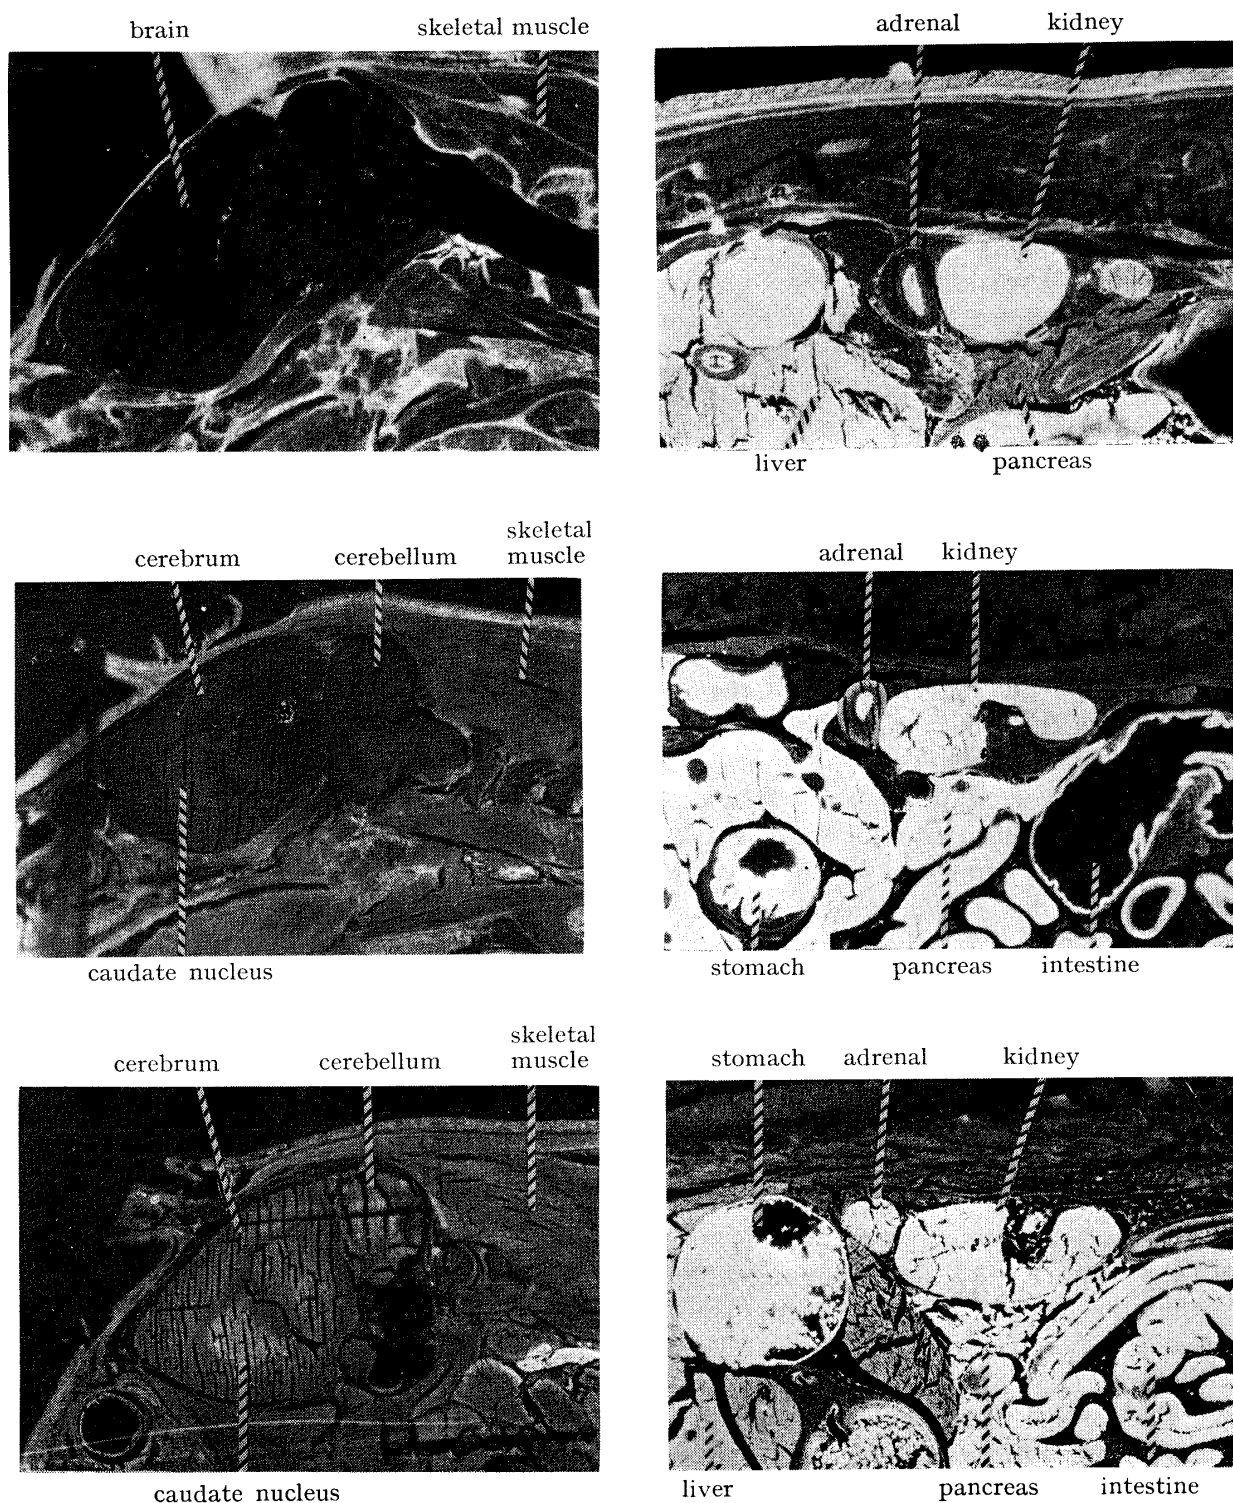 brain
skeletal muscle
adrenal
kidney
liver
pancreas
cerebrum
cerebellum
skeletal
muscle
adrenal
kidney
caudate nucleus
stomach
pancreas
intestine
cerebrum
cerebellum
skeletal
muscle
stomach
adrenal
kidney
caudate nucleus
liver
pancreas
intestine